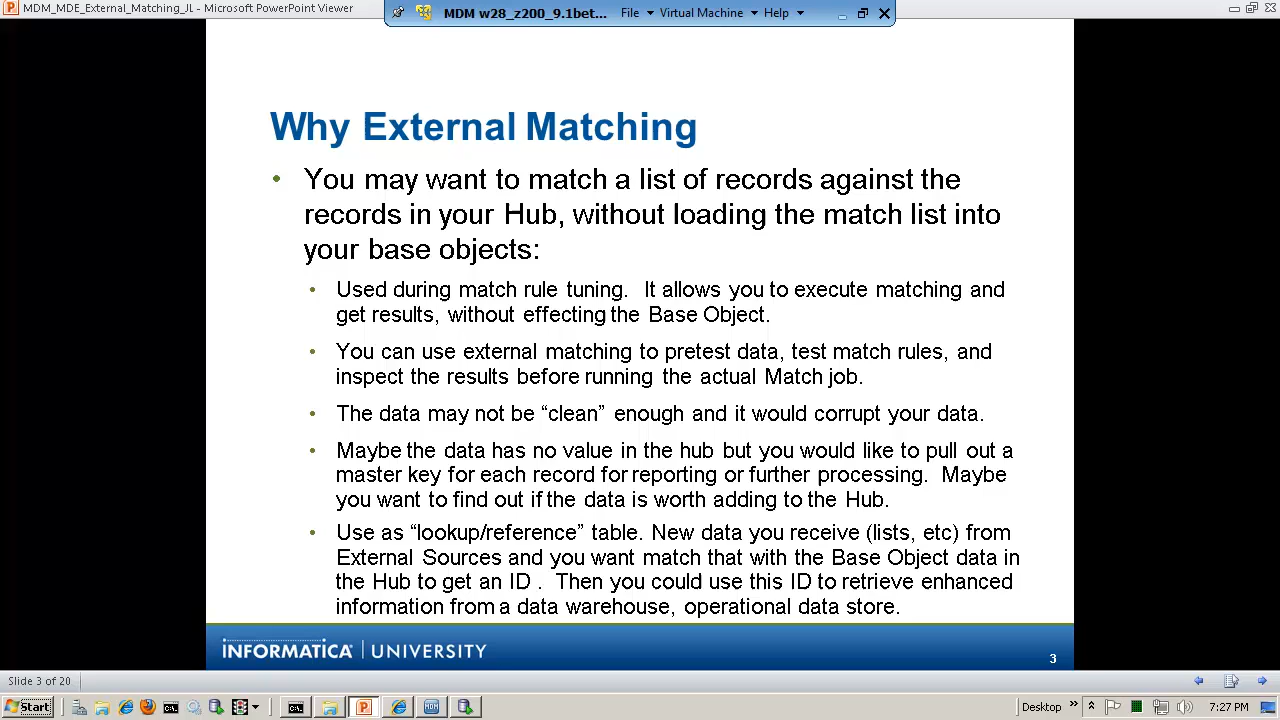 MDM_MDE_External_Matching_JL - Microsoft PowerPoint Viewer
MDM w28_z200_9.1bet... File Virtual Machine Help
Why External Matching
• You may want to match a list of records against the
records in your Hub, without loading the match list into
your base objects:
• Used during match rule tuning. It allows you to execute matching and
get results, without effecting the Base Object.
• You can use external matching to pretest data, test match rules, and
inspect the results before running the actual Match job.
• The data may not be “clean” enough and it would corrupt your data.
• Maybe the data has no value in the hub but you would like to pull out a
master key for each record for reporting or further processing. Maybe
you want to find out if the data is worth adding to the Hub.
• Use as “lookup/reference” table. New data you receive (lists, etc) from
External Sources and you want match that with the Base Object data in
the Hub to get an ID . Then you could use this ID to retrieve enhanced
information from a data warehouse, operational data store.
INFORMATICA | UNIVERSITY
3
Slide 3 of 20
Start
Desktop
7:27 PM